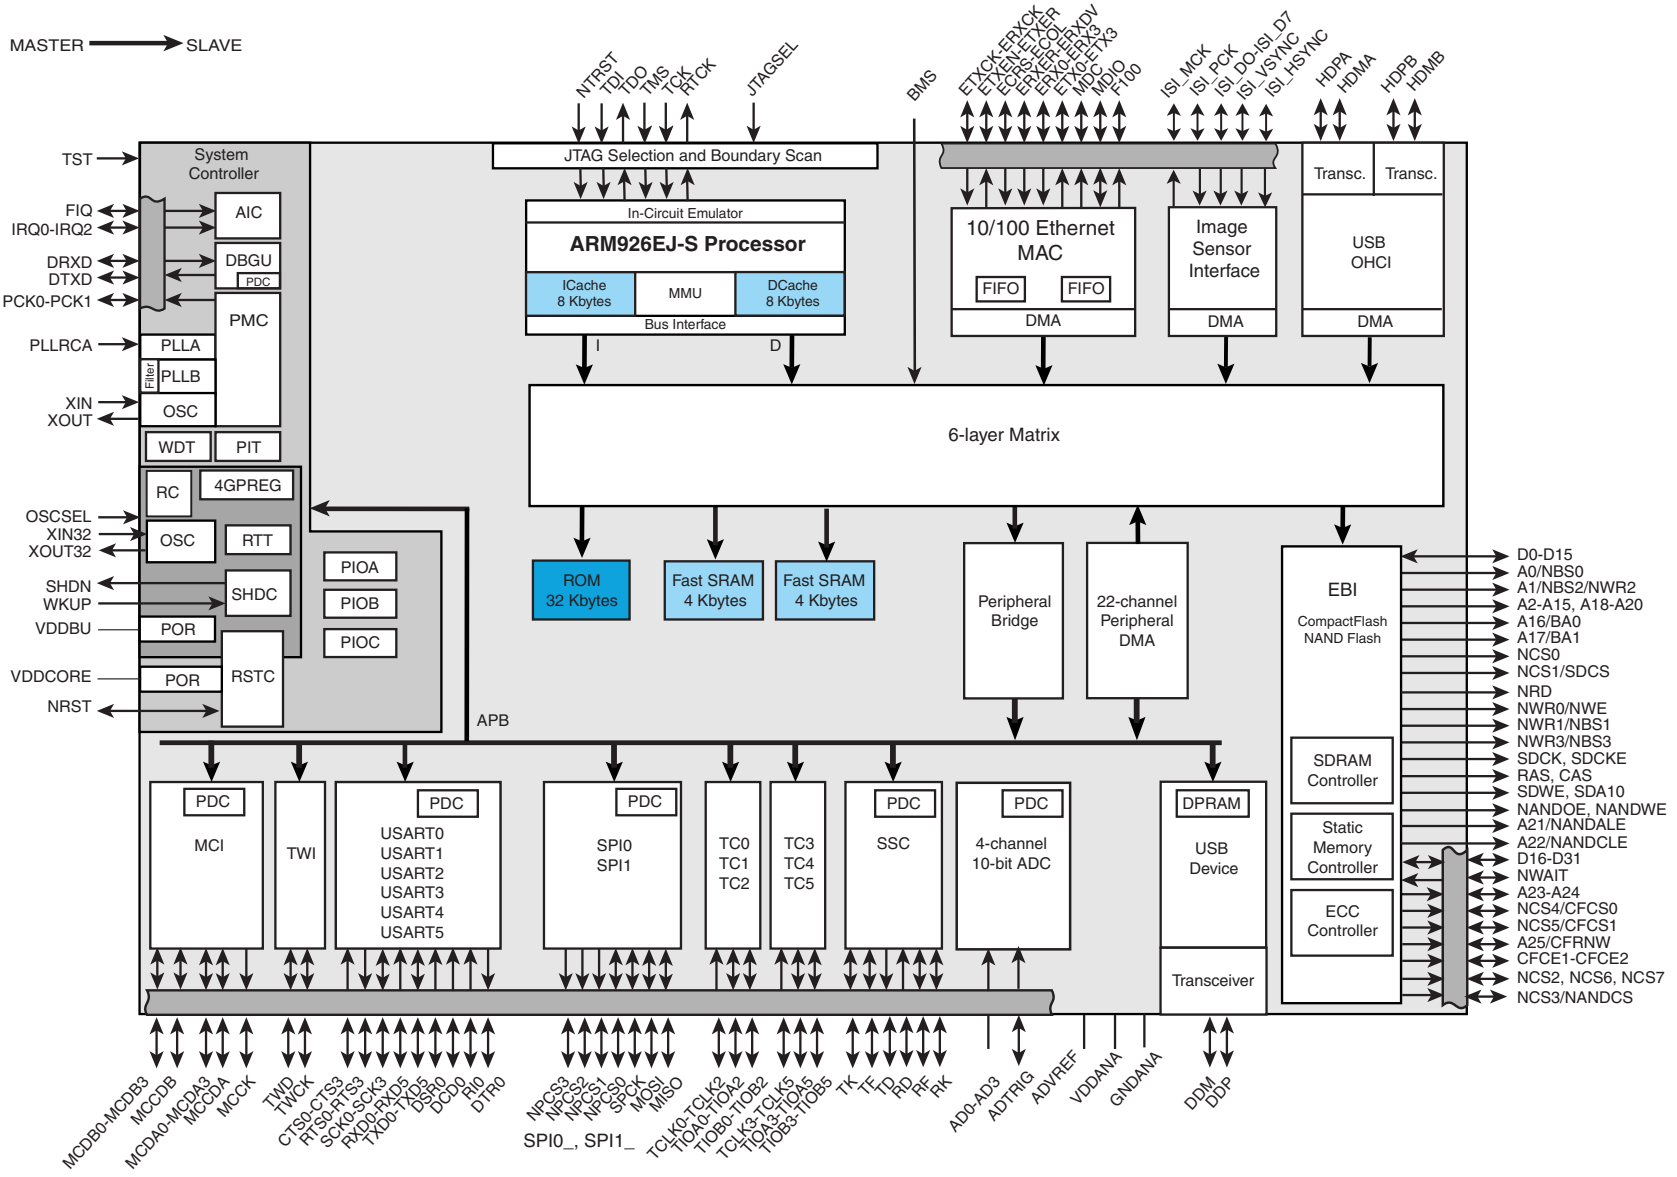 MASTER
SLAVE
NTRST
TDI
TDO
TMS
TCK
RTCK
JTAGSEL
BMS
ETXCK-ERXCK
ETXEN-ETXER
ECRS-ECOL
ERXER-ERXDV
ERX0-ERX3
ETX0-ETX3
MDC
MDIO
F100
ISI_MCK
ISI_PCK
ISI_DO-ISI_D7
ISI_VSYNC
ISI_HSYNC
HDPA
HDMA
HDPB
HDMB
TST
FIQ
IRQ0-IRQ2
DRXD
DTXD
PCK0-PCK1
PLLRCA
XIN
XOUT
OSCSEL
XIN32
XOUT32
SHDN
WKUP
VDDBU
VDDCORE
NRST
System
Controller
AIC
DBGU
PDC
PMC
PLLA
Filter
PLLB
OSC
WDT
PIT
RC
4GPREG
OSC
RTT
SHDC
POR
RSTC
POR
PIOA
PIOB
PIOC
JTAG Selection and Boundary Scan
In-Circuit Emulator
ARM926EJ-S Processor
ICache
8 Kbytes
MMU
DCache
8 Kbytes
Bus Interface
I
D
10/100 Ethernet
MAC
FIFO
FIFO
DMA
Image
Sensor
Interface
DMA
Transc.
Transc.
USB
OHCI
DMA
6-layer Matrix
ROM
32 Kbytes
Fast SRAM
4 Kbytes
Fast SRAM
4 Kbytes
Peripheral
Bridge
22-channel
Peripheral
DMA
EBI
CompactFlash
NAND Flash
SDRAM
Controller
Static
Memory
Controller
ECC
Controller
D0-D15
A0/NBS0
A1/NBS2/NWR2
A2-A15, A18-A20
A16/BA0
A17/BA1
NCS0
NCS1/SDCS
NRD
NWR0/NWE
NWR1/NBS1
NWR3/NBS3
SDCK, SDCKE
RAS, CAS
SDWE, SDA10
NANDOE, NANDWE
A21/NANDALE
A22/NANDCLE
D16-D31
NWAIT
A23-A24
NCS4/CFCS0
NCS5/CFCS1
A25/CFRNW
CFCE1-CFCE2
NCS2, NCS6, NCS7
NCS3/NANDCS
APB
PDC
MCI
TWI
PDC
USART0
USART1
USART2
USART3
USART4
USART5
PDC
SPI0
SPI1
TC0
TC1
TC2
TC3
TC4
TC5
PDC
SSC
PDC
4-channel
10-bit ADC
DPRAM
USB
Device
Transceiver
MCDB0-MCDB3
MCCDB
MCDA0-MCDA3
MCCDA
MCCK
TWD
TWCK
CTS0-CTS3
RTS0-RTS3
SCK0-SCK3
RXD0-RXD5
TXD0-TXD5
DSR0
DCD0
RI0
DTR0
NPCS3
NPCS2
NPCS1
NPCS0
SPCK
MOSI
MISO
SPI0_, SPI1_
TCLK0-TCLK2
TIOA0-TIOA2
TIOB0-TIOB2
TCLK3-TCLK5
TIOA3-TIOA5
TIOB3-TIOB5
TK
TF
TD
RD
RF
RK
AD0-AD3
ADTRIG
ADVREF
VDDANA
GNDANA
DDM
DDP